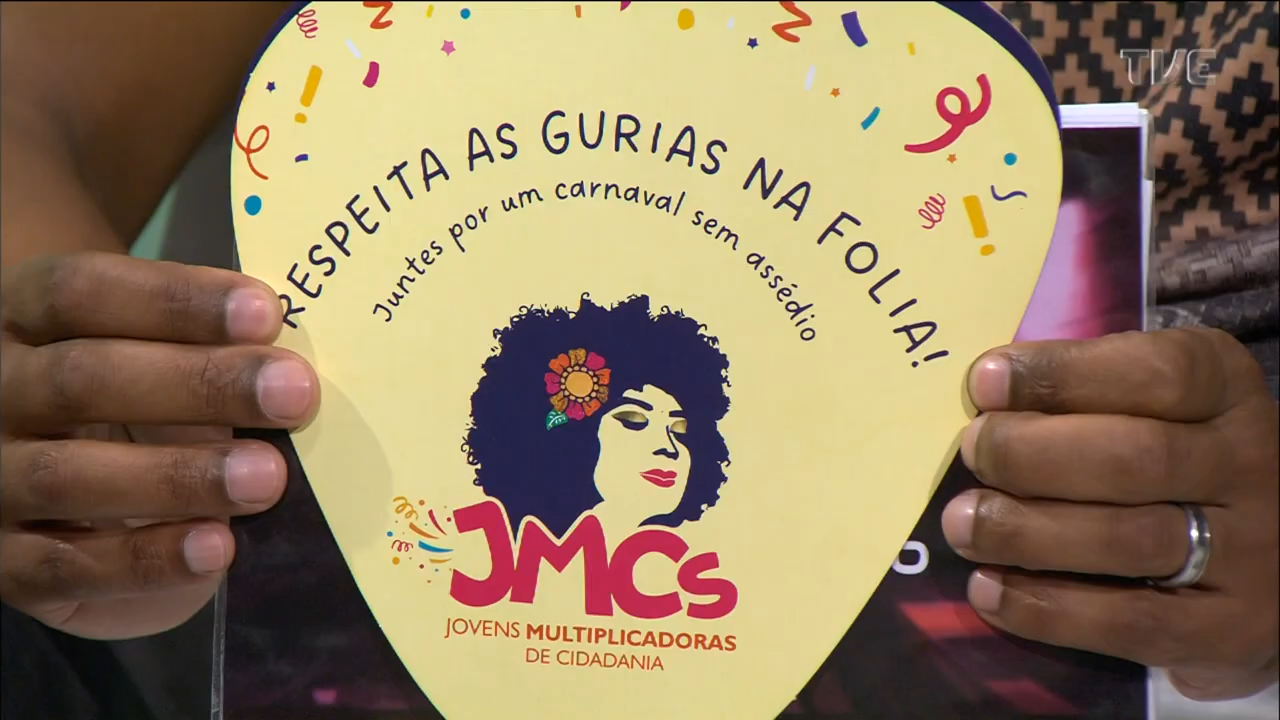 TVE
RESPEITA AS GURIAS NA FOLIA!
Juntes por um carnaval sem assédio
JMCs
JOVENS MULTIPLICADORAS
DE CIDADANIA